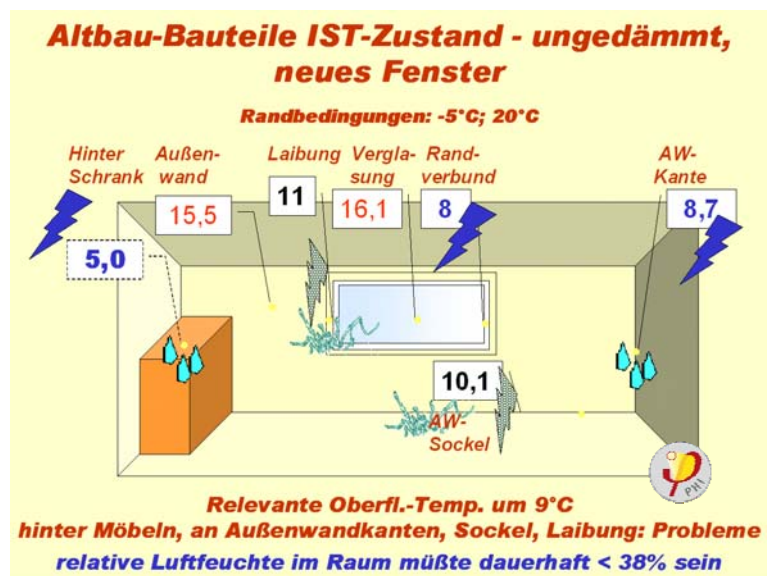 Altbau-Bauteile IST-Zustand - ungedämmt,
neues Fenster
Randbedingungen: -5°C; 20°C
Hinter Schrank
Außen-wand
Laibung
Vergla-sung
Rand-verbund
AW-Kante
11
15,5
16,1
8
8,7
5,0
10,1
AW-
Sockel
PHI
Relevante Oberfl.-Temp. um 9°C
hinter Möbeln, an Außenwandkanten, Sockel, Laibung: Probleme
relative Luftfeuchte im Raum müßte dauerhaft < 38% sein